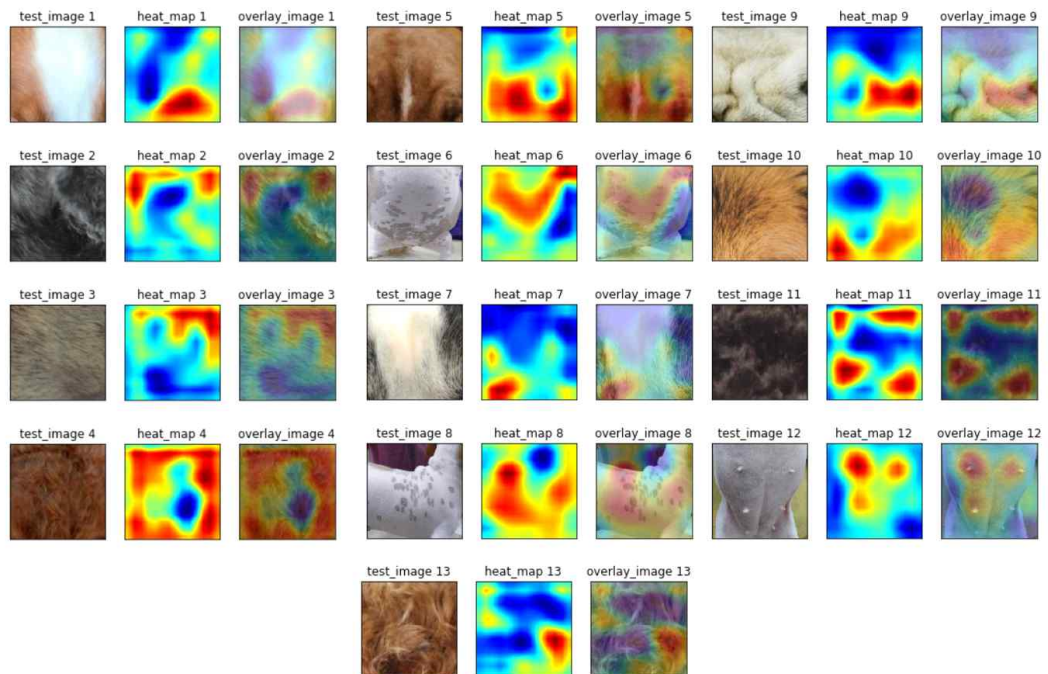 test_image 1 heat_map 1 overlay_image 1 test_image 5 heat_map 5 overlay_image 5 test_image 9 heat_map 9 overlay_image 9
test_image 2 heat_map 2 overlay_image 2 test_image 6 heat_map 6 overlay_image 6 test_image 10 heat_map 10 overlay_image 10
test_image 3 heat_map 3 overlay_image 3 test_image 7 heat_map 7 overlay_image 7 test_image 11 heat_map 11 overlay_image 11
test_image 4 heat_map 4 overlay_image 4 test_image 8 heat_map 8 overlay_image 8 test_image 12 heat_map 12 overlay_image 12
test_image 13 heat_map 13 overlay_image 13